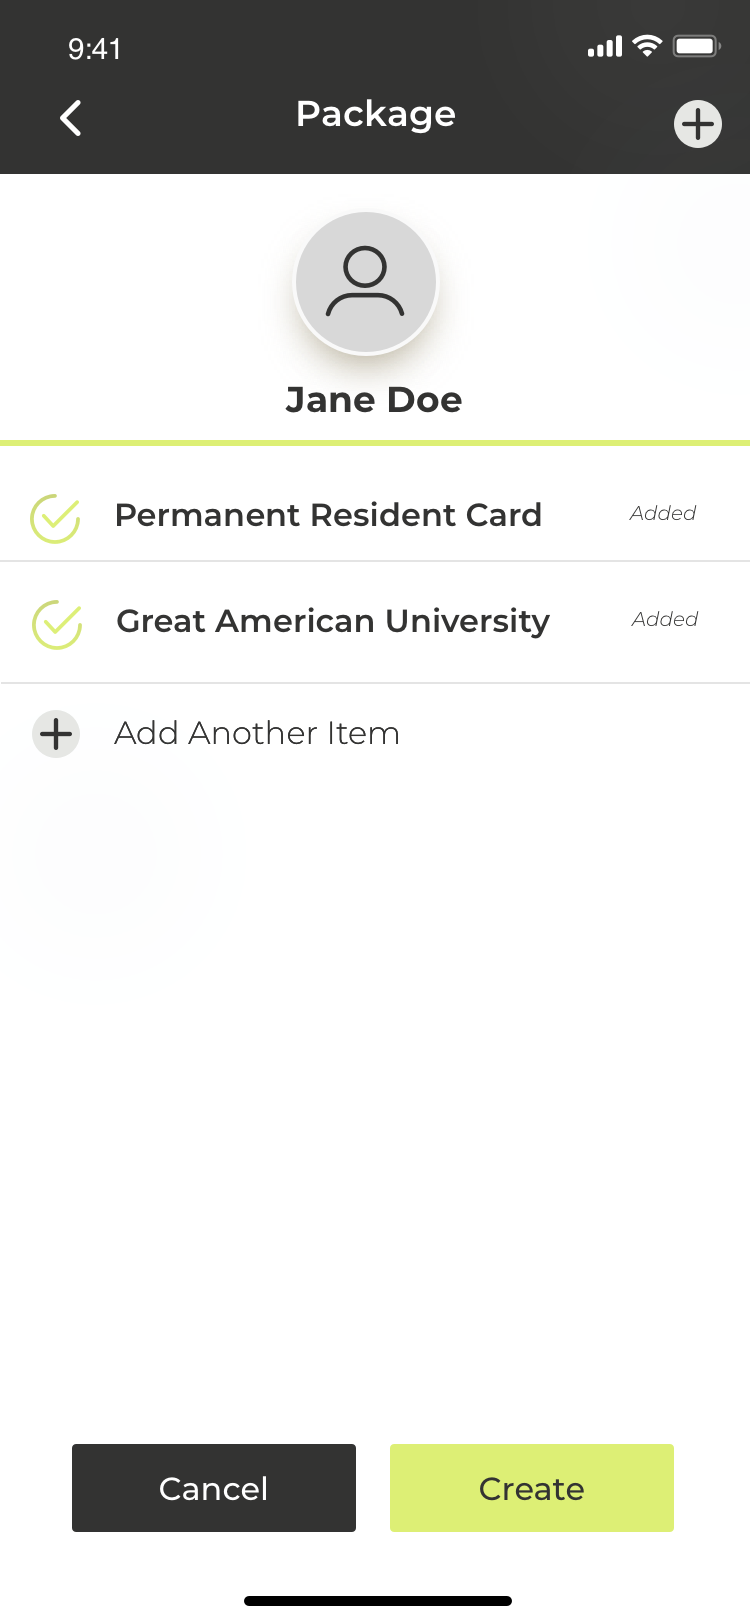 9:41
Package
Jane Doe
Permanent Resident Card Added
Great American University Added
Add Another Item
Cancel Create